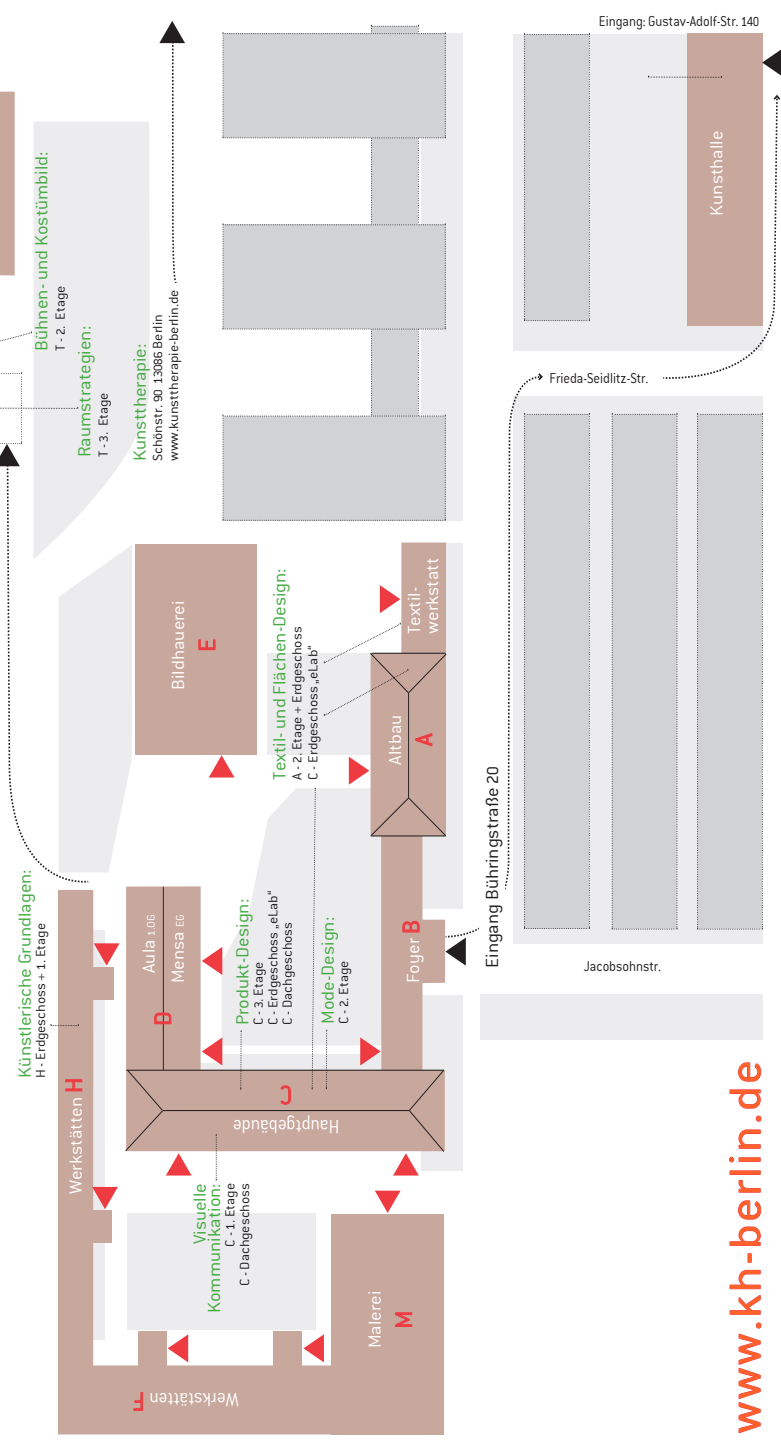 Eingang: Gustav-Adolf-Str. 140
Kunsthalle
Frieda-Seidlitz-Str.
Bühnen- und Kostümbild:
T - 2. Etage
Raumstrategien:
T - 3. Etage
Kunsttherapie:
Schönstr. 90 13086 Berlin
www.kunsttherapie-berlin.de
Bildhauerei
E
Textil- und Flächen-Design:
A - 2. Etage + Erdgeschoss
C - Erdgeschoss „eLab“
Textil-
werkstatt
Altbau
A
Künstlerische Grundlagen:
H - Erdgeschoss + 1. Etage
Werkstätten H
Aula 1.OG
Mensa EG
D
Produkt-Design:
C - 3. Etage
C - Erdgeschoss „eLab“
C - Dachgeschoss
Mode-Design:
C - 2. Etage
Foyer B
Eingang Bühringstraße 20
Jacobsohnstr.
C
Hauptgebäude
Visuelle
Kommunikation:
C - 1. Etage
C - Dachgeschoss
Malerei
M
Werkstätten F
www.kh-berlin.de